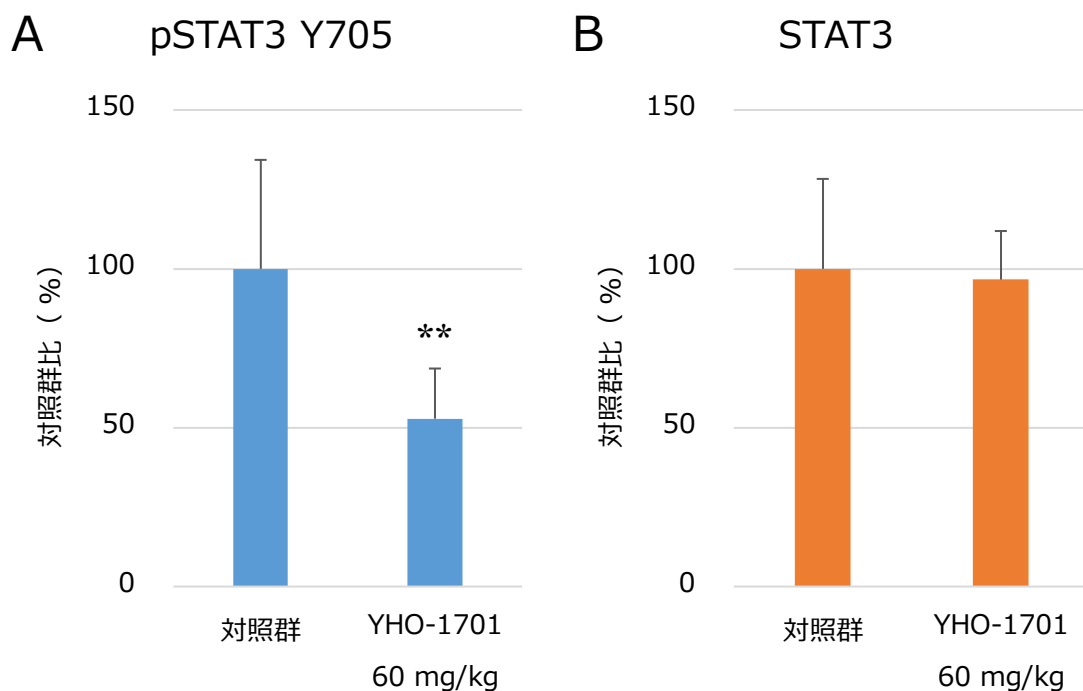 A
pSTAT3 Y705
150
100
50
0
対照群比（ %）
**
対照群
YHO-1701
60 mg/kg
B
STAT3
150
100
50
0
対照群比（ %）
対照群
YHO-1701
60 mg/kg